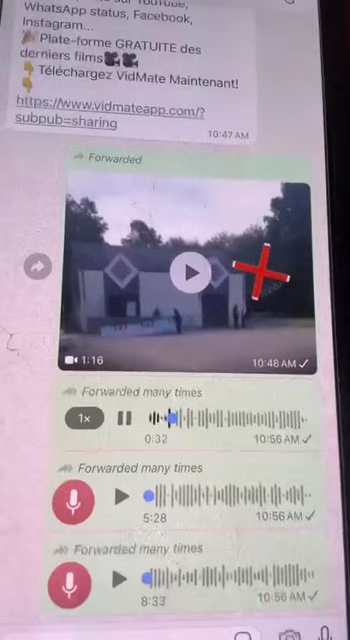 WhatsApp status, Facebook,
Instagram...
🎉 Plate-forme GRATUITE des
derniers films🎥🎥
👇 Téléchargez VidMate Maintenant!
👇
https://www.vidmateapp.com/?
subpub=sharing
10:47 AM
Forwarded
1:16
10:48 AM
Forwarded many times
1×
0:32
10:56 AM
Forwarded many times
5:28
10:56 AM
Forwarded many times
8:33
10:56 AM